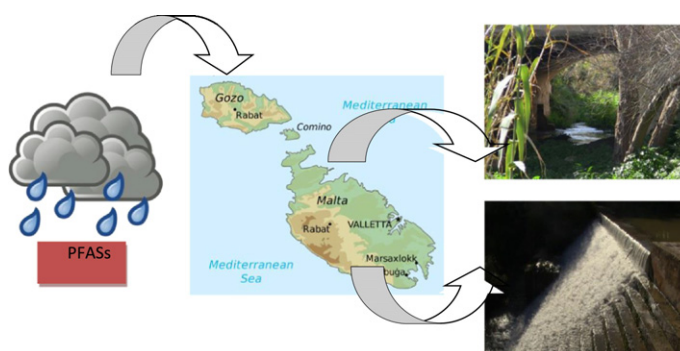 PFASs
Gozo
Rabat
Comino
Mediterranean
Malta
VALLETTA
Rabat
Marsaxlokk
Mediterranean
Sea